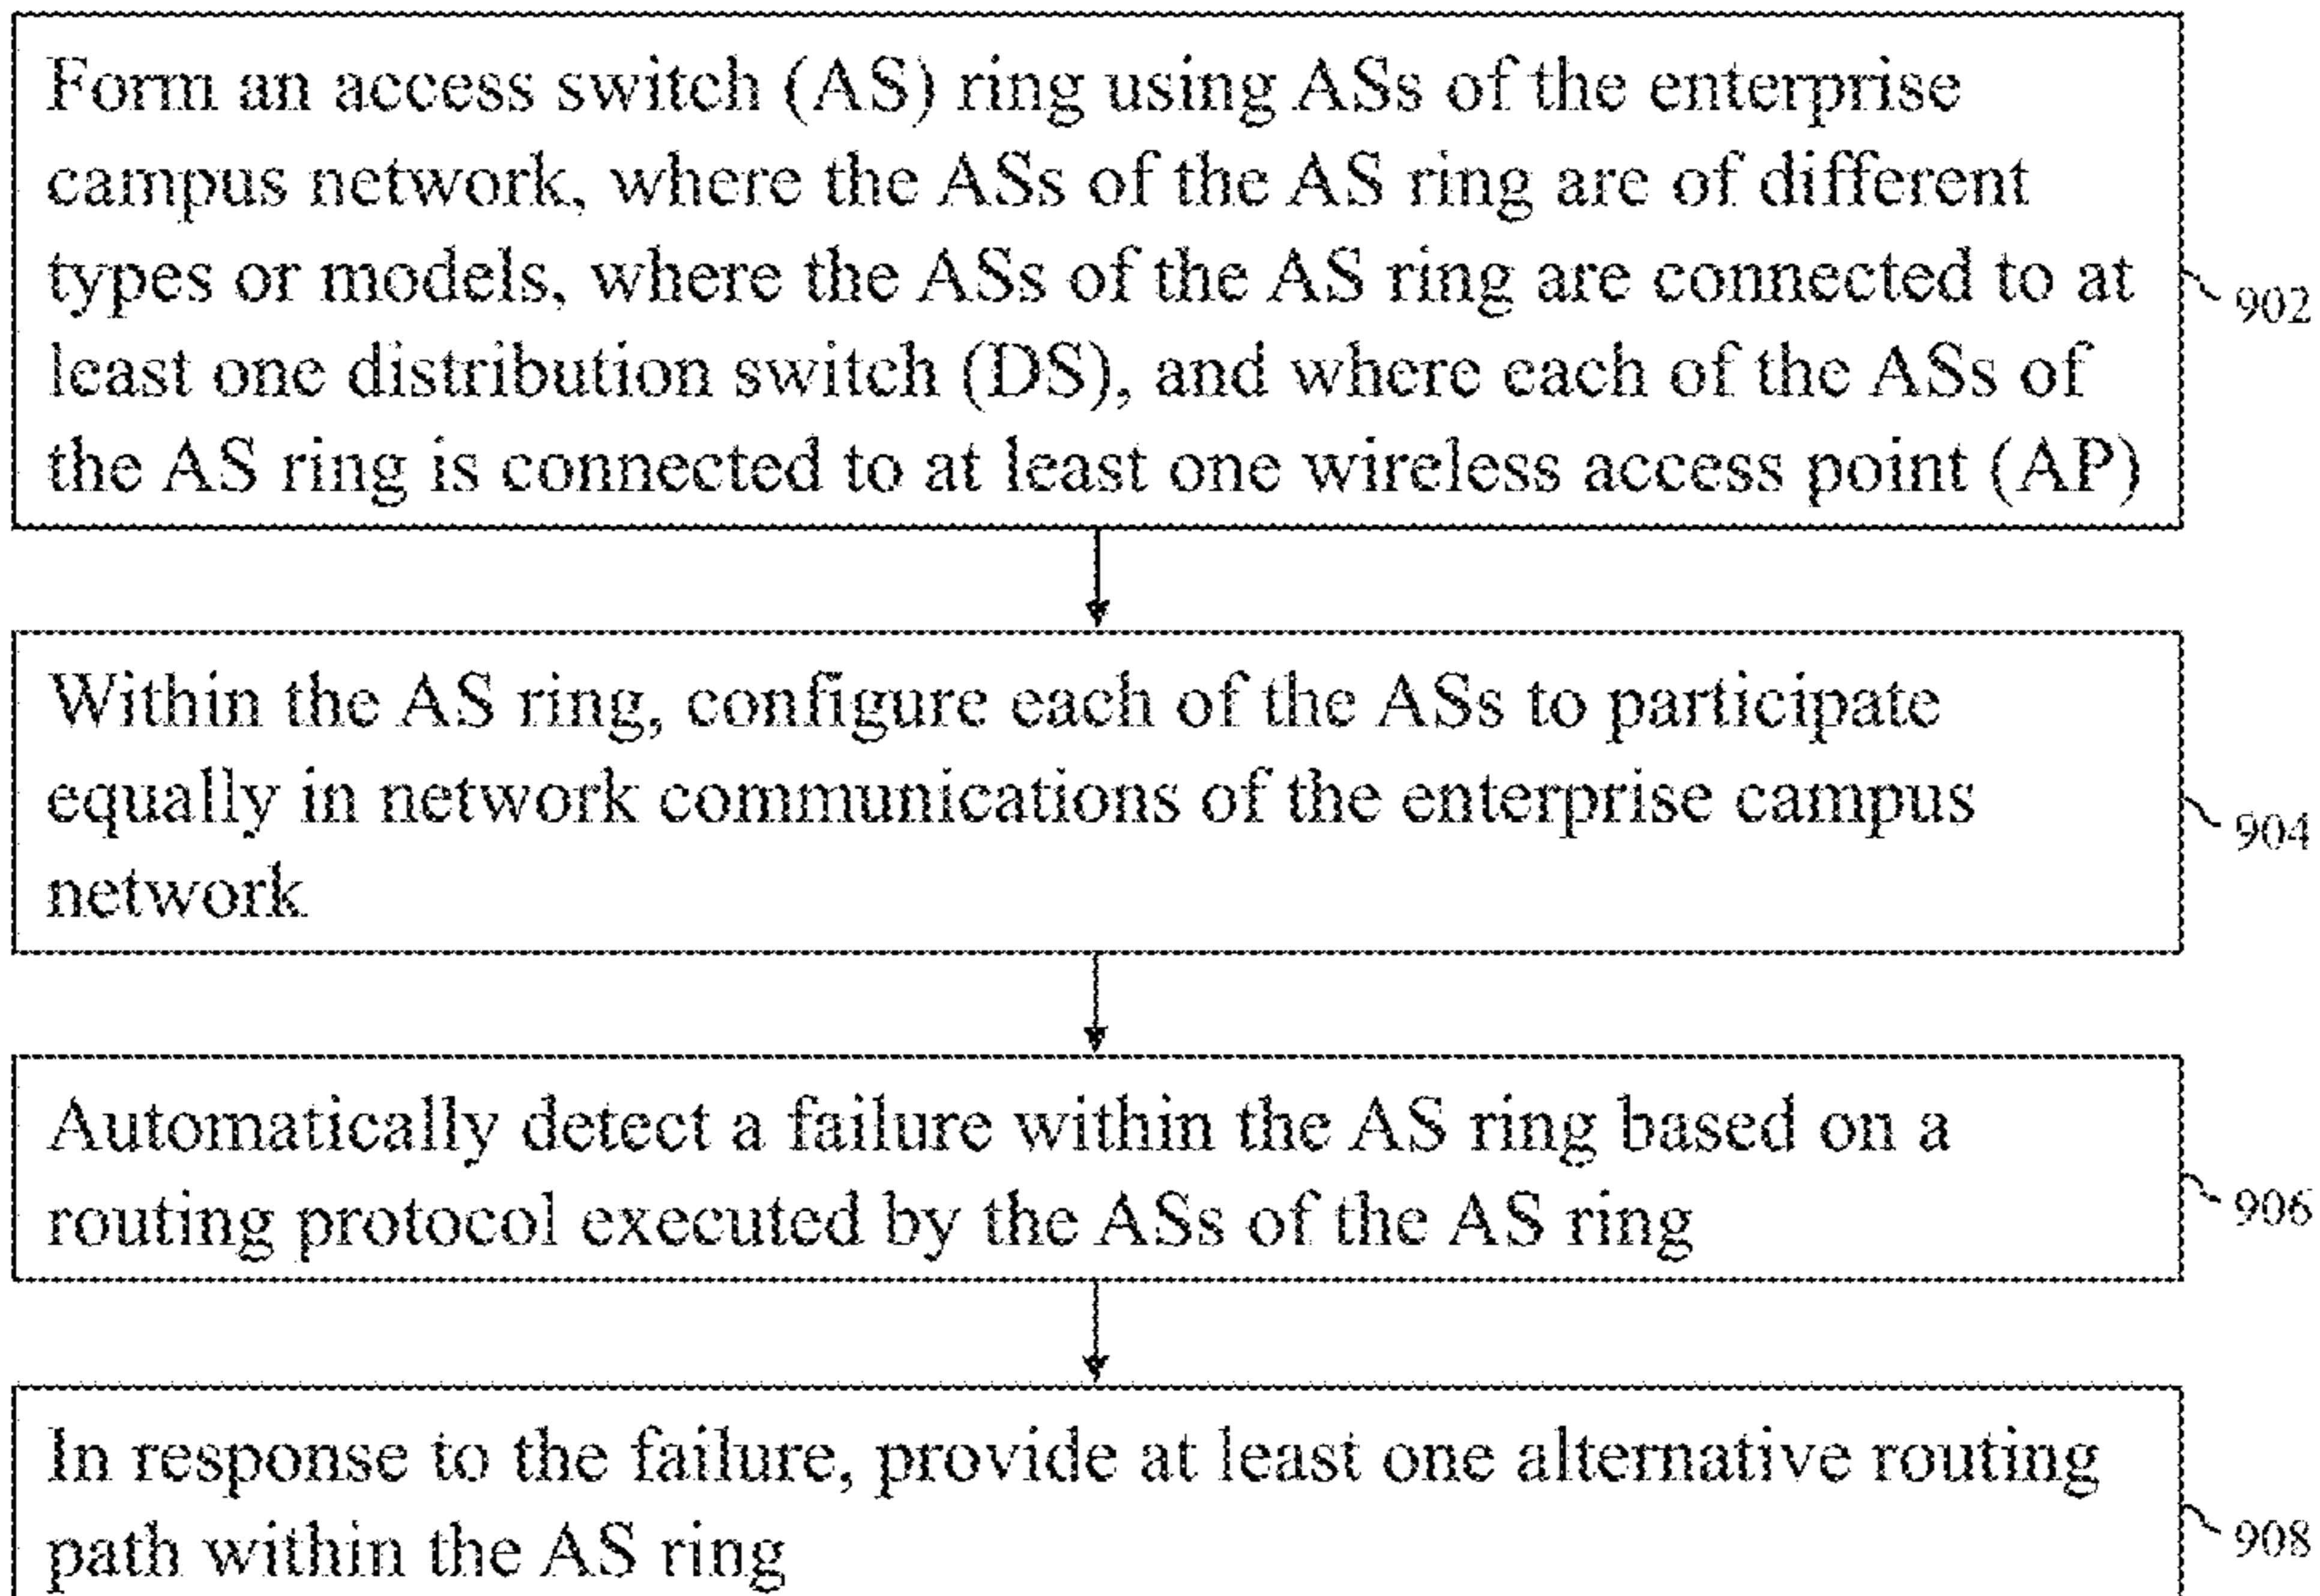 Form an access switch (AS) ring using ASs of the enterprise
campus network, where the ASs of the AS ring are of different
types or models, where the ASs of the AS ring are connected to at
least one distribution switch (DS), and where each of the ASs of
the AS ring is connected to at least one wireless access point (AP)
902
Within the AS ring, configure each of the ASs to participate
equally in network communications of the enterprise campus
network
904
Automatically detect a failure within the AS ring based on a
routing protocol executed by the ASs of the AS ring
906
In response to the failure, provide at least one alternative routing
path within the AS ring
908